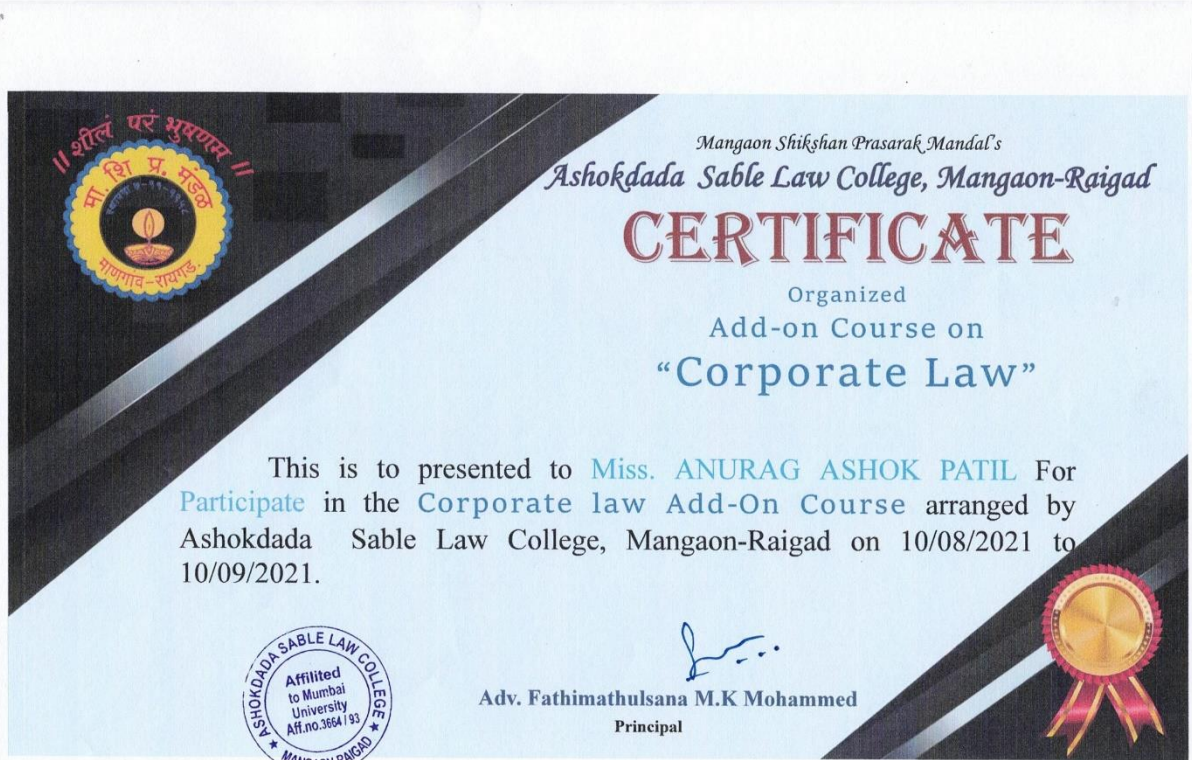 ॥ शीलं परं भुषणम ॥
मा. शि प्र. मंडळ
माणगांव-रायगड.
Mangaon Shikshan Prasarak Mandal's
Ashokdada Sable Law College, Mangaon-Raigad
CERTIFICATE
Organized
Add-on Course on
“Corporate Law”
This is to presented to Miss. ANURAG ASHOK PATIL For
Participate in the Corporate law Add-On Course arranged by
Ashokdada Sable Law College, Mangaon-Raigad on 10/08/2021 to
10/09/2021.
ASHOKDADA SABLE LAW COLLEGE
Affilited
to Mumbai
University
Aff.no.3664 / 93
Adv. Fathimathulsana M.K Mohammed
Principal